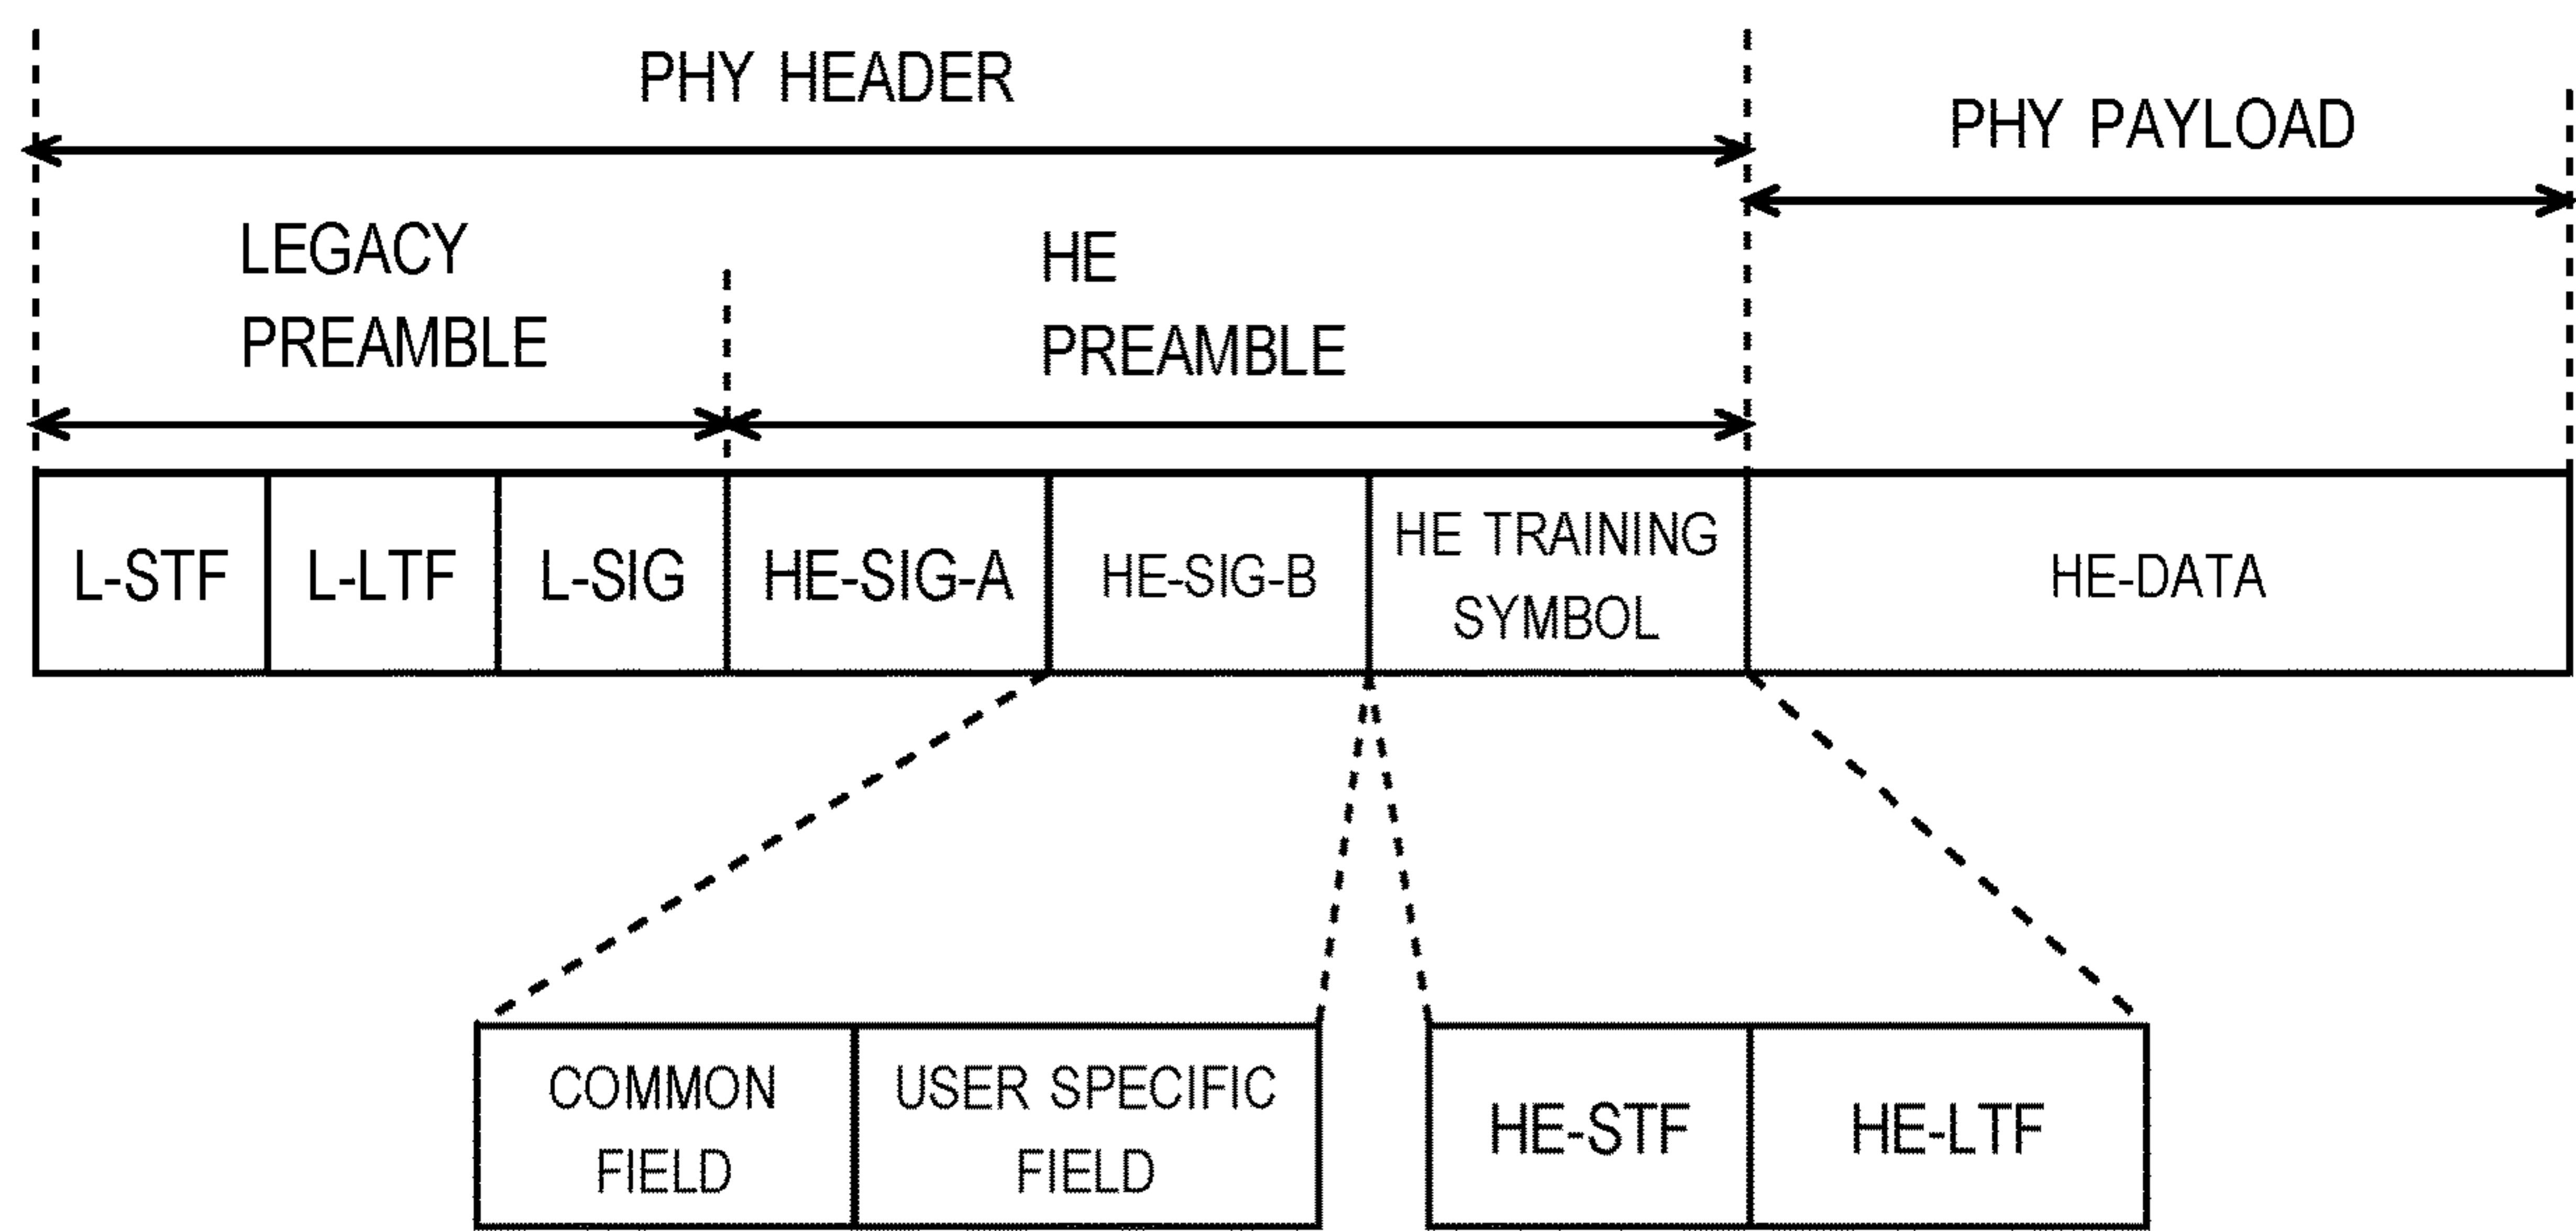 PHY HEADER
PHY PAYLOAD
LEGACY
PREAMBLE
HE
PREAMBLE
L-STF
L-LTF
L-SIG
HE-SIG-A
HE-SIG-B
HE TRAINING
SYMBOL
HE-DATA
COMMON
FIELD
USER SPECIFIC
FIELD
HE-STF
HE-LTF